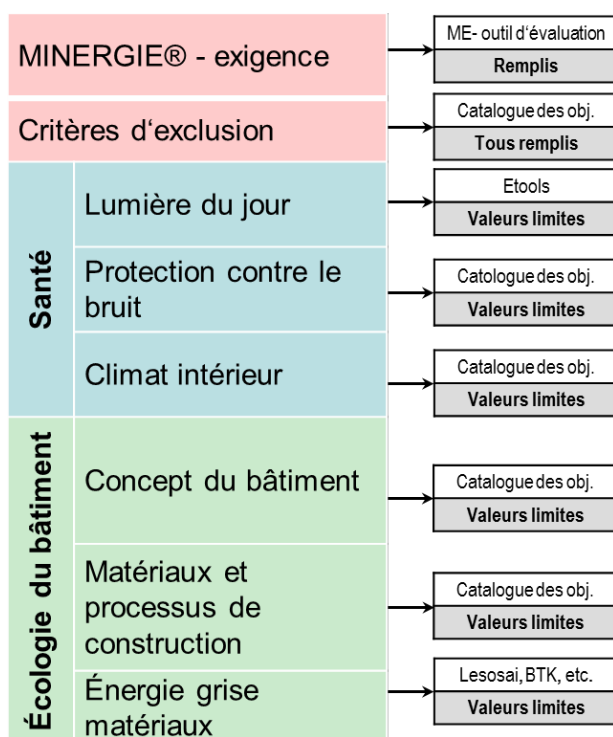 MINERGIE® - exigence
ME- outil d'évaluation
Remplis
Critères d'exclusion
Catalogue des obj.
Tous remplis
Santé
Lumière du jour
Etools
Valeurs limites
Protection contre le
bruit
Catologue des obj.
Valeurs limites
Climat intérieur
Catalogue des obj.
Valeurs limites
Écologie du bâtiment
Concept du bâtiment
Catalogue des obj.
Valeurs limites
Matériaux et
processus de
construction
Catalogue des obj.
Valeurs limites
Énergie grise
matériaux
Lesosai, BTK, etc.
Valeurs limites